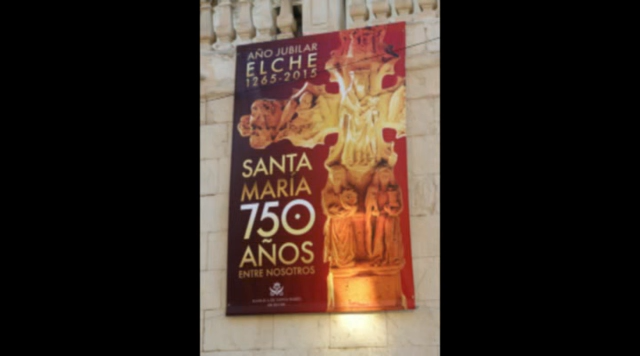 AÑO JUBILAR
ELCHE
1265-2015
SANTA
MARÍA
750
AÑOS
ENTRE NOSOTROS